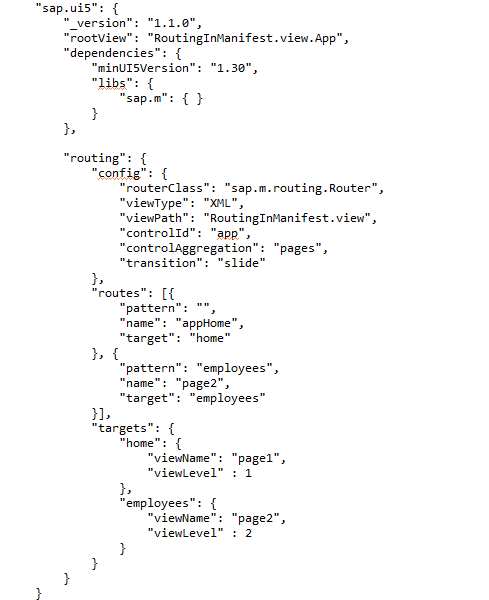 "sap.ui5": {
"_version": "1.1.0",
"rootView": "RoutingInManifest.view.App",
"dependencies": {
"minUI5Version": "1.30",
"libs": {
"sap.m": { }
}
},
"routing": {
"config": {
"routerClass": "sap.m.routing.Router",
"viewType": "XML",
"viewPath": "RoutingInManifest.view",
"controlId": "app",
"controlAggregation": "pages",
"transition": "slide"
},
"routes": [{
"pattern": "",
"name": "appHome",
"target": "home"
}, {
"pattern": "employees",
"name": "page2",
"target": "employees"
}],
"targets": {
"home": {
"viewName": "page1",
"viewLevel" : 1
},
"employees": {
"viewName": "page2",
"viewLevel" : 2
}
}
}
}